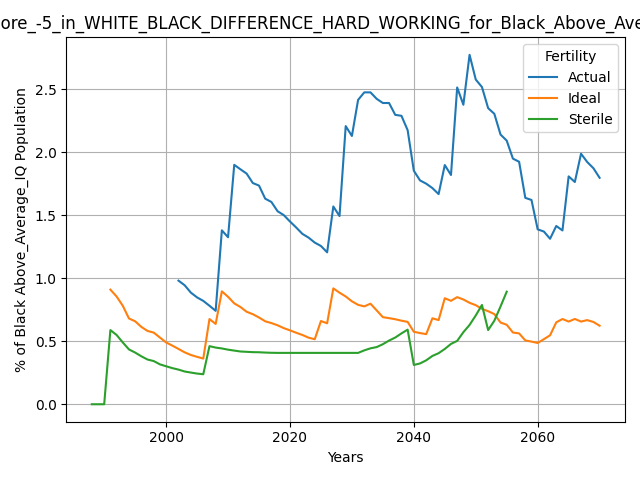 ore_-5_in_WHITE_BLACK_DIFFERENCE_HARD_WORKING_for_Black_Above_Ave
Fertility
Actual
Ideal
Sterile
% of Black Above_Average_IQ Population
2.5
2.0
1.5
1.0
0.5
0.0
2000 2020 2040 2060
Years